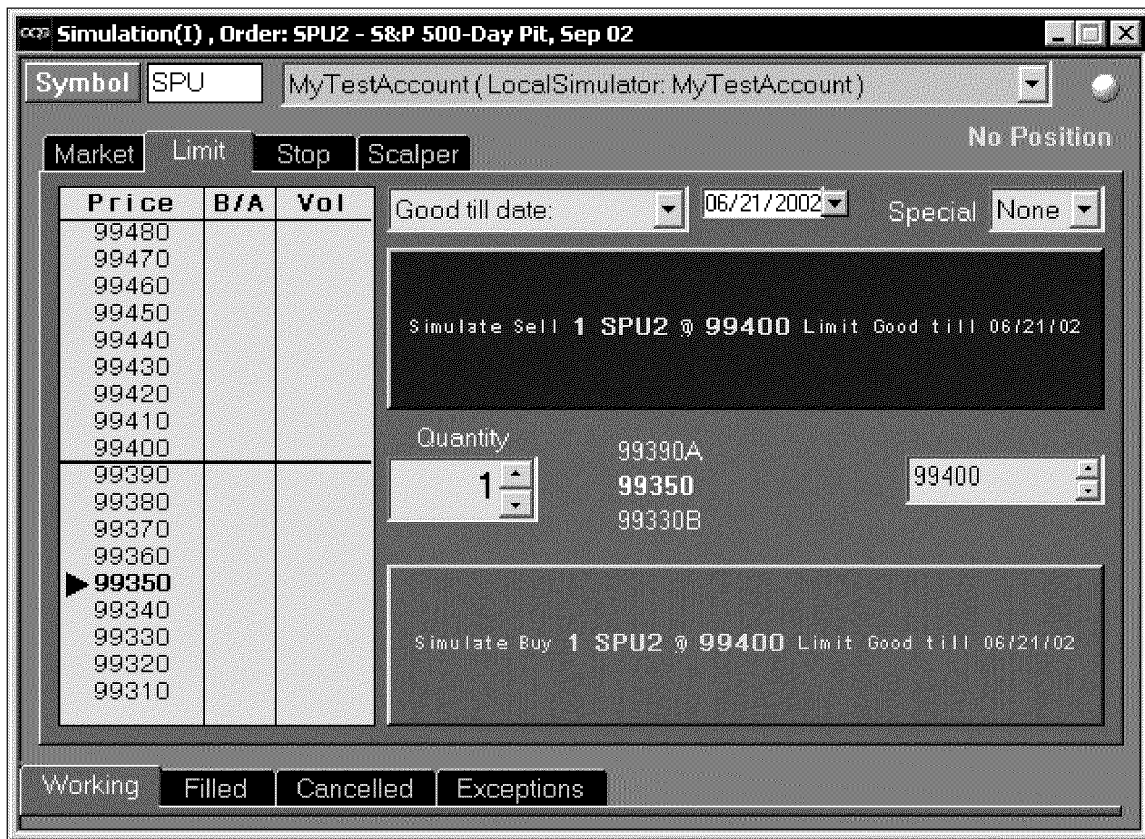 Simulation(I) , Order: SPU2 - S&P 500-Day Pit, Sep 02
Symbol SPU MyTestAccount ( LocalSimulator: MyTestAccount )
No Position
Market Limit Stop Scalper
Price B/A Vol
Good till date: 06/21/2002 Special None
99480
99470
99460
99450
99440
99430
99420
99410
99400
99390
99380
99370
99360
99350
99340
99330
99320
99310
Simulate Sell 1 SPU2 @ 99400 Limit Good till 06/21/02
Quantity
1
99390A
99350
99330B
99400
Simulate Buy 1 SPU2 @ 99400 Limit Good till 06/21/02
Working Filled Cancelled Exceptions